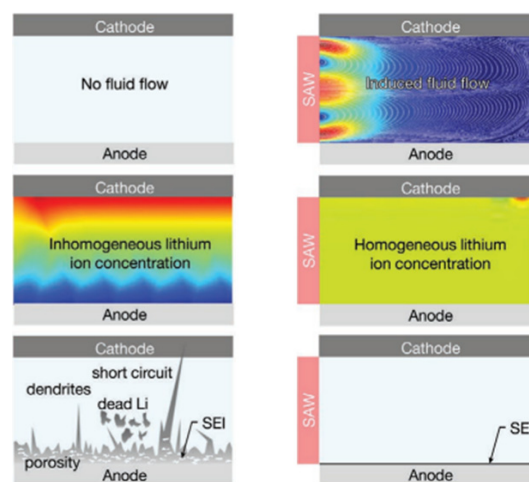 Cathode
No fluid flow
Anode
Cathode
SAW
Induced fluid flow
Anode
Cathode
Inhomogeneous lithium
ion concentration
Anode
Cathode
SAW
Homogeneous lithium
ion concentration
Anode
Cathode
short circuit
dendrites
dead Li
SEI
porosity
Anode
Cathode
SAW
SE
Anode